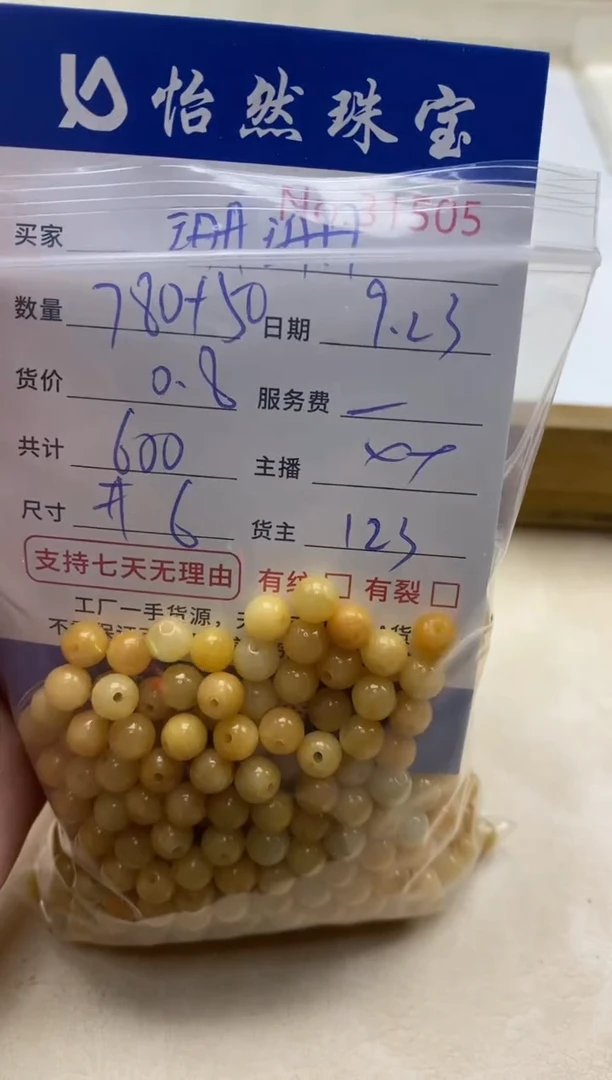 怡然珠宝
No.31505
买家
数量 780+50 日期 9.23
货价 0.8 服务费 —
共计 600 主播
尺寸 # 6 货主 123
支持七天无理由 有纹 有裂
工厂一手货源，天